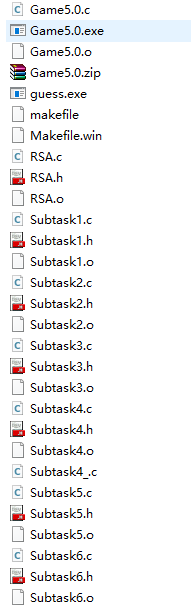 Game5.0.c
Game5.0.exe
Game5.0.o
Game5.0.zip
guess.exe
makefile
Makefile.win
RSA.c
RSA.h
RSA.o
Subtask1.c
Subtask1.h
Subtask1.o
Subtask2.c
Subtask2.h
Subtask2.o
Subtask3.c
Subtask3.h
Subtask3.o
Subtask4.c
Subtask4.h
Subtask4.o
Subtask4_.c
Subtask5.c
Subtask5.h
Subtask5.o
Subtask6.c
Subtask6.h
Subtask6.o